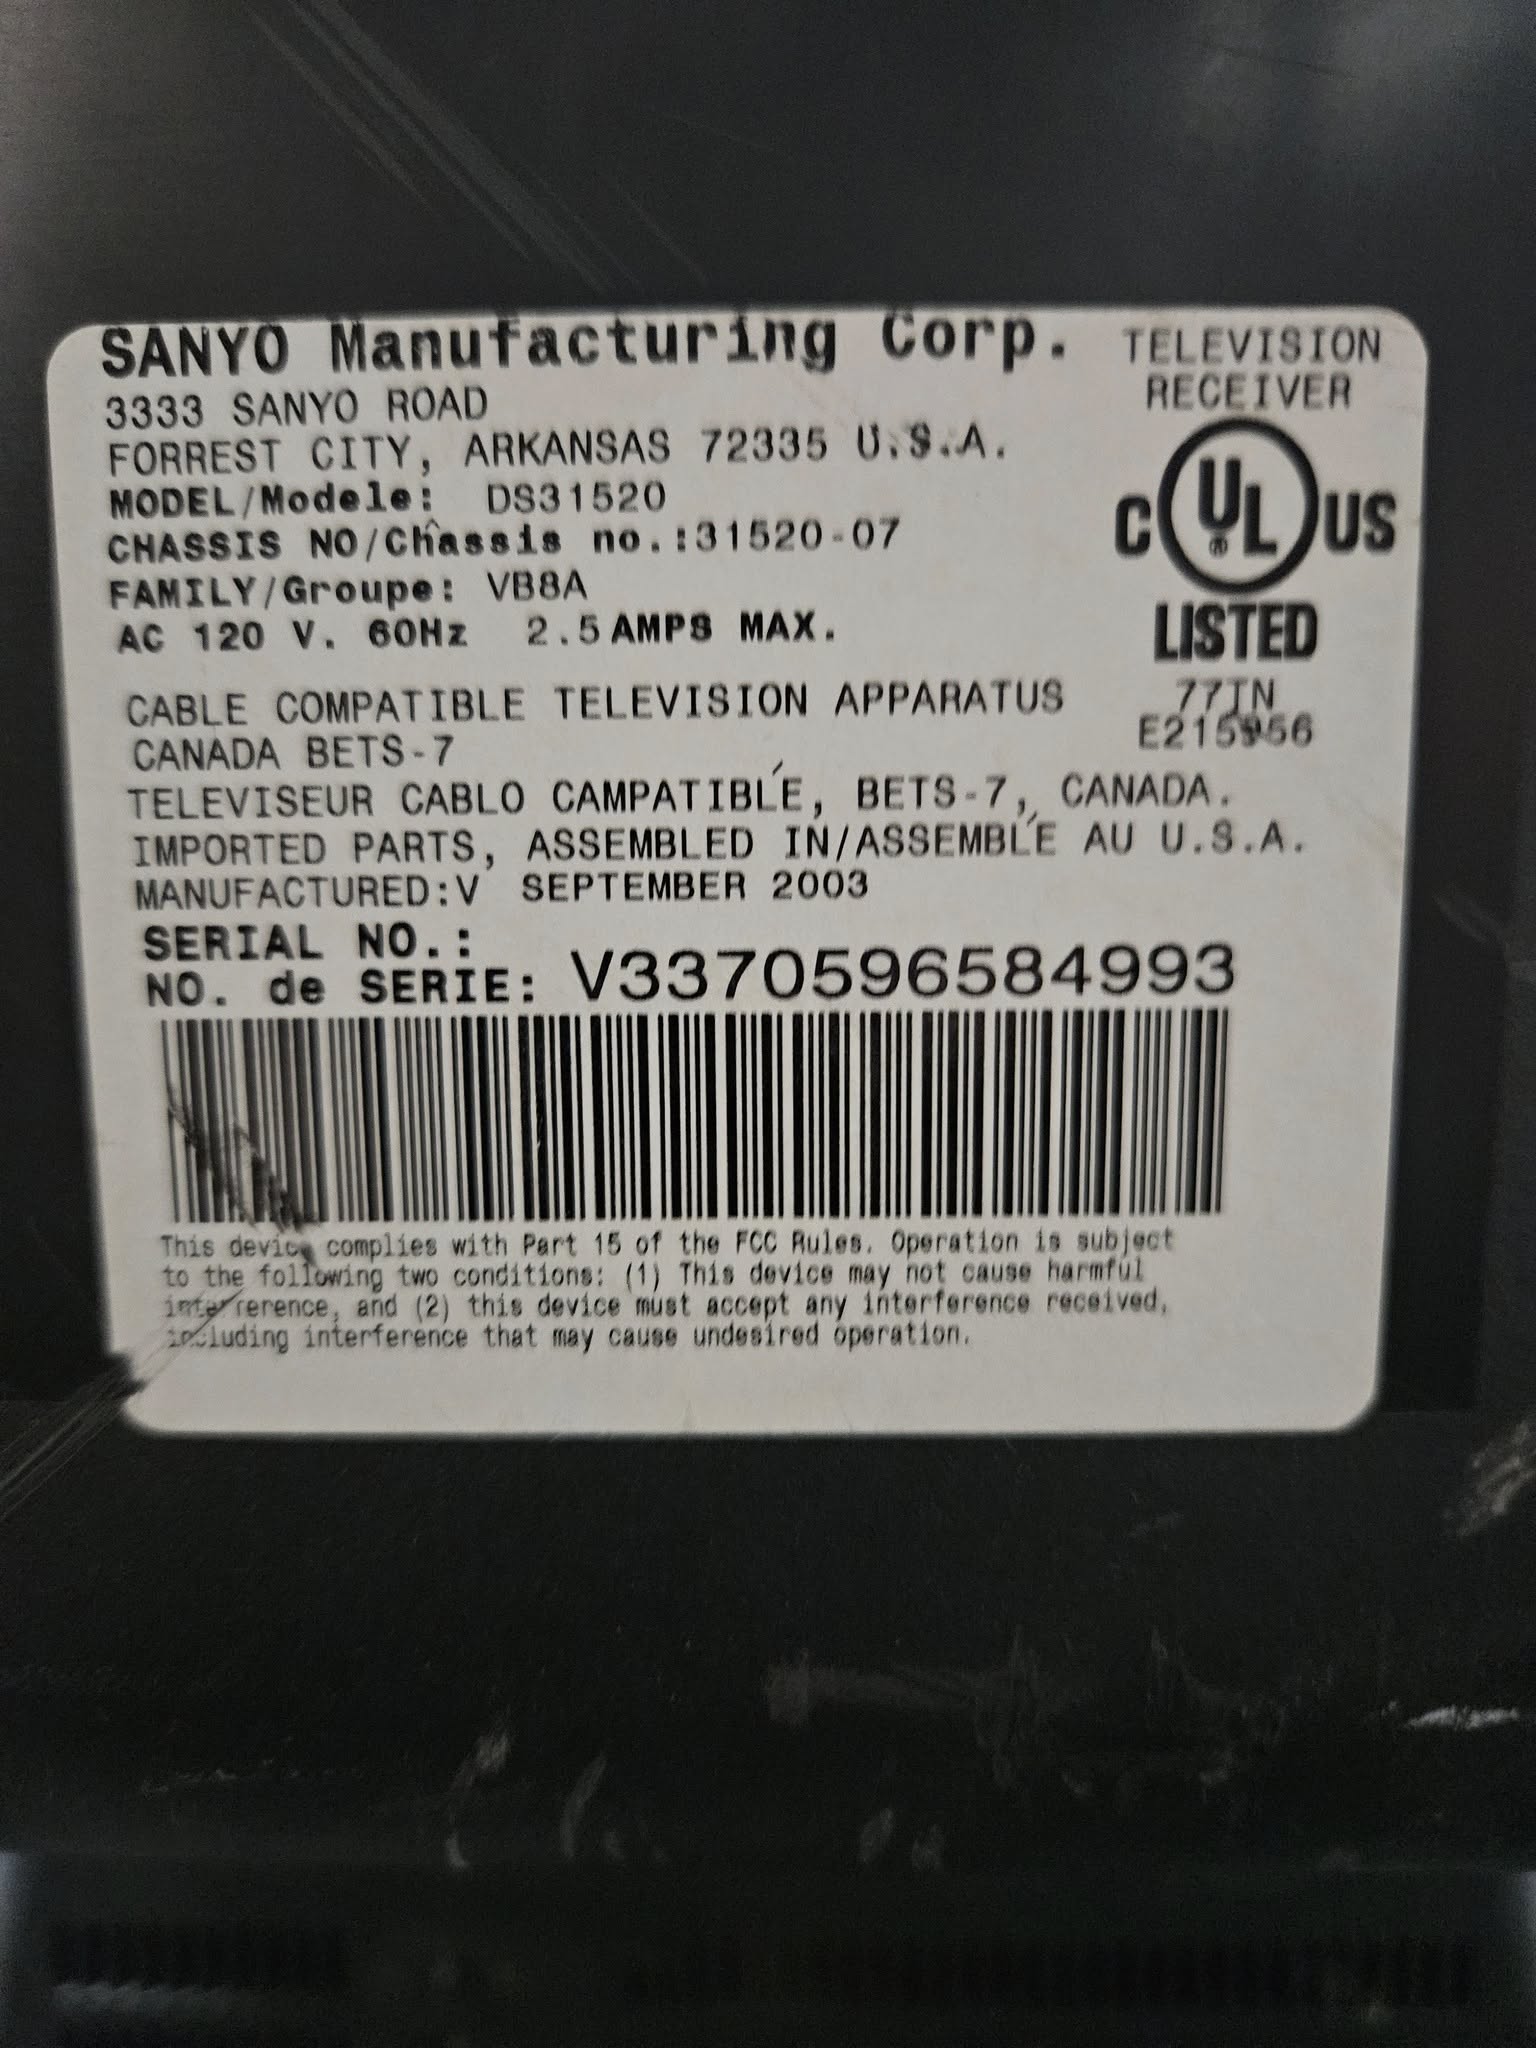 SANYO Manufacturing Corp.
TELEVISION
RECEIVER
3333 SANYO ROAD
FORREST CITY, ARKANSAS 72335 U.S.A.
MODEL/Modele: DS31520
CHASSIS NO/Châssis no.:31520-07
FAMILY/Groupe: VB8A
AC 120 V. 60Hz 2.5 AMPS MAX.
C UL® US
LISTED
77JN
E215956
CABLE COMPATIBLE TELEVISION APPARATUS
CANADA BETS-7
TELEVISEUR CABLO CAMPATIBLÉ, BETS-7, CANADA.
IMPORTED PARTS, ASSEMBLED IN/ASSEMBLÉ AU U.S.A.
MANUFACTURED:V SEPTEMBER 2003
SERIAL NO.:
NO. de SERIE: V3370596584993
This device complies with Part 15 of the FCC Rules. Operation is subject
to the following two conditions: (1) This device may not cause harmful
interference, and (2) this device must accept any interference received,
including interference that may cause undesired operation.